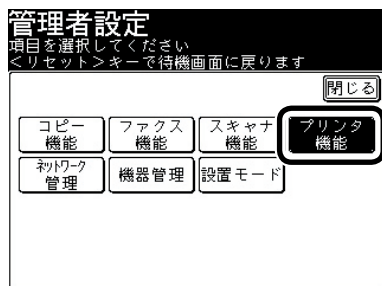 管理者設定
項目を選択してください
＜リセット＞キーで待機画面に戻ります
閉じる
コピー機能
ファクス機能
スキャナ機能
プリンタ機能
ネットワーク管理
機器管理
設置モード